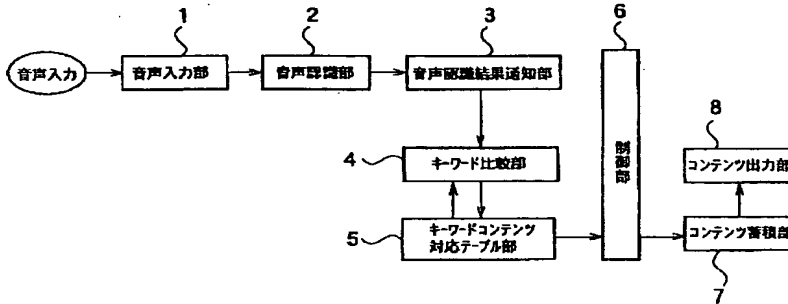 1
2
3
6
音声入力
音声入力部
音声認識部
音声認識結果通知部
8
4
キーワード比較部
制御部
コンテンツ出力部
5
キーワードコンテンツ
対応テーブル部
コンテンツ蓄積部
7